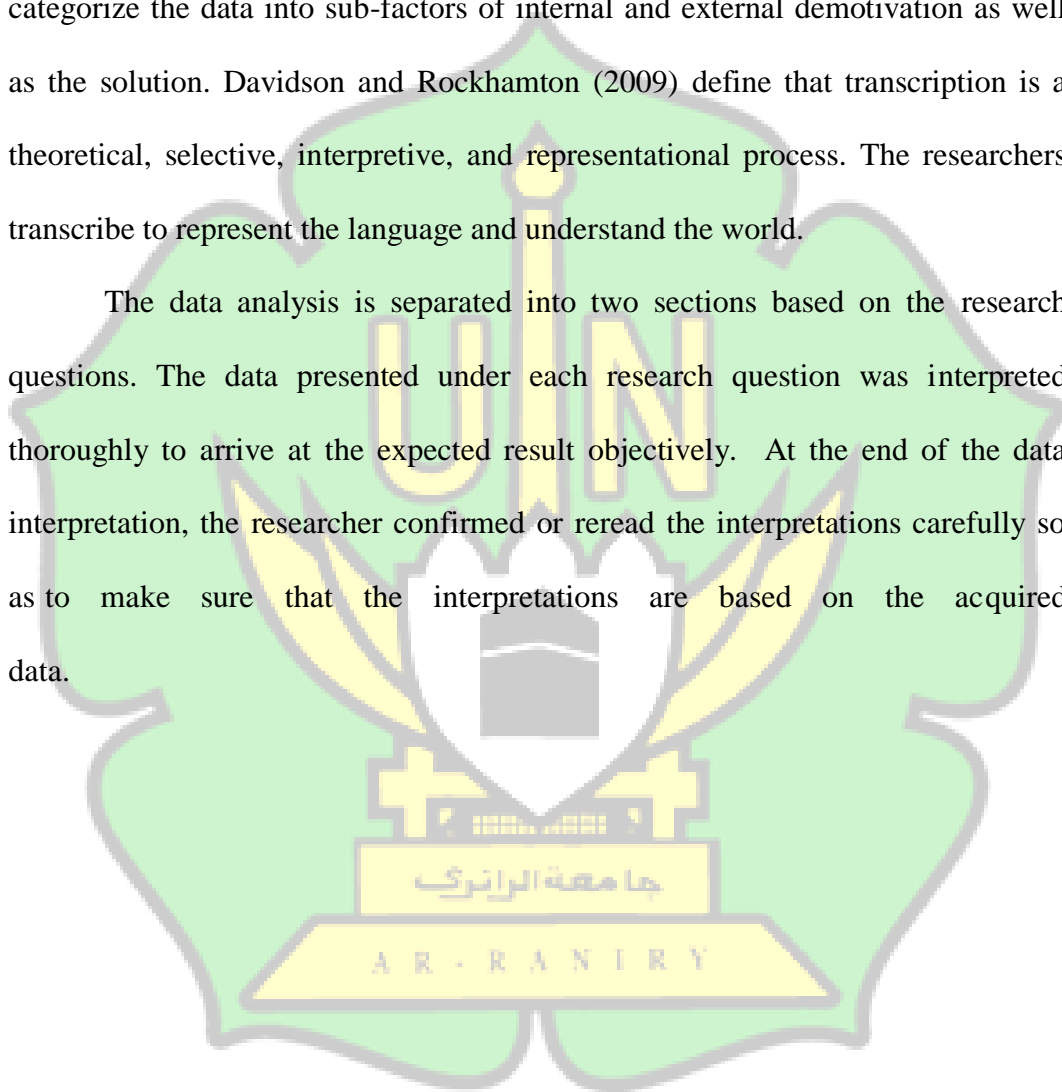 categorize the data into sub-factors of internal and external demotivation as well
as the solution. Davidson and Rockhamton (2009) define that transcription is a
theoretical, selective, interpretive, and representational process. The researchers
transcribe to represent the language and understand the world.
The data analysis is separated into two sections based on the research
questions. The data presented under each research question was interpreted
thoroughly to arrive at the expected result objectively. At the end of the data
interpretation, the researcher confirmed or reread the interpretations carefully so
as to make sure that the interpretations are based on the acquired
data.
UIN
جامعة الرانري
AR-RANIRY